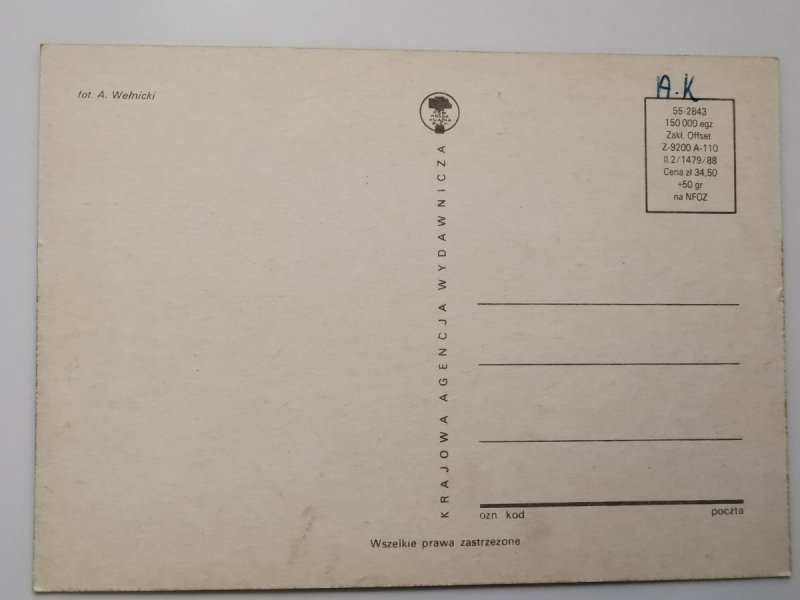 fot. A. Wełnicki
A.K
55-2843
150 000 egz
Zakł. Offset
Z-9200 A-110
II.2/1479/88
Cena zł 34,50
+50 gr
na NFOZ
KRAJOWA AGENCJA WYDAWNICZA
ozn. kod
poczta
Wszelkie prawa zastrzeżone